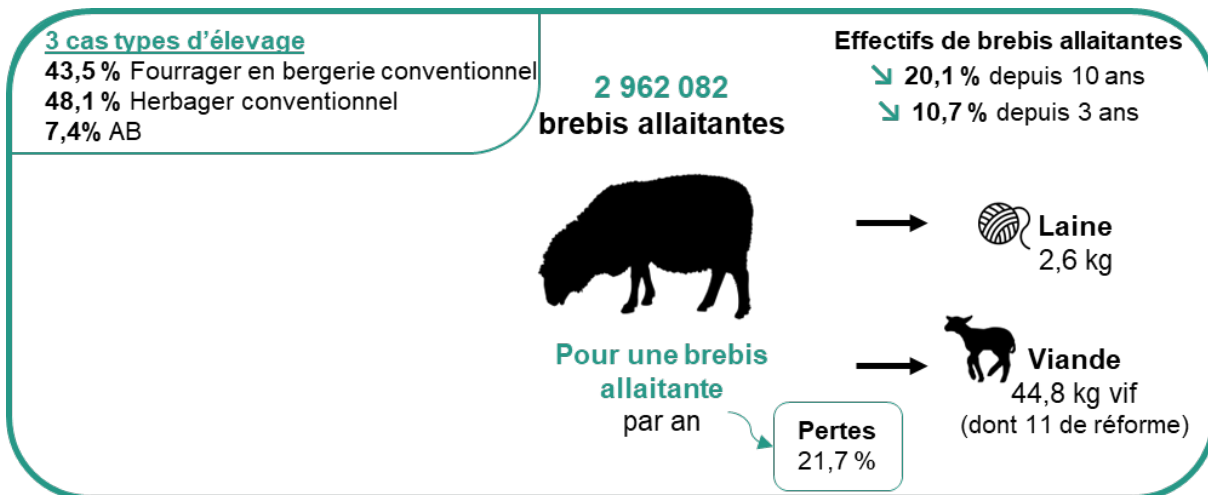 3 cas types d’élevage
43,5 % Fourrager en bergerie conventionnel
48,1 % Herbager conventionnel
7,4% AB
2 962 082
brebis allaitantes
Effectifs de brebis allaitantes
↘ 20,1 % depuis 10 ans
↘ 10,7 % depuis 3 ans
Laine
2,6 kg
Pour une brebis
allaitante
par an
Viande
44,8 kg vif
(dont 11 de réforme)
Pertes
21,7 %